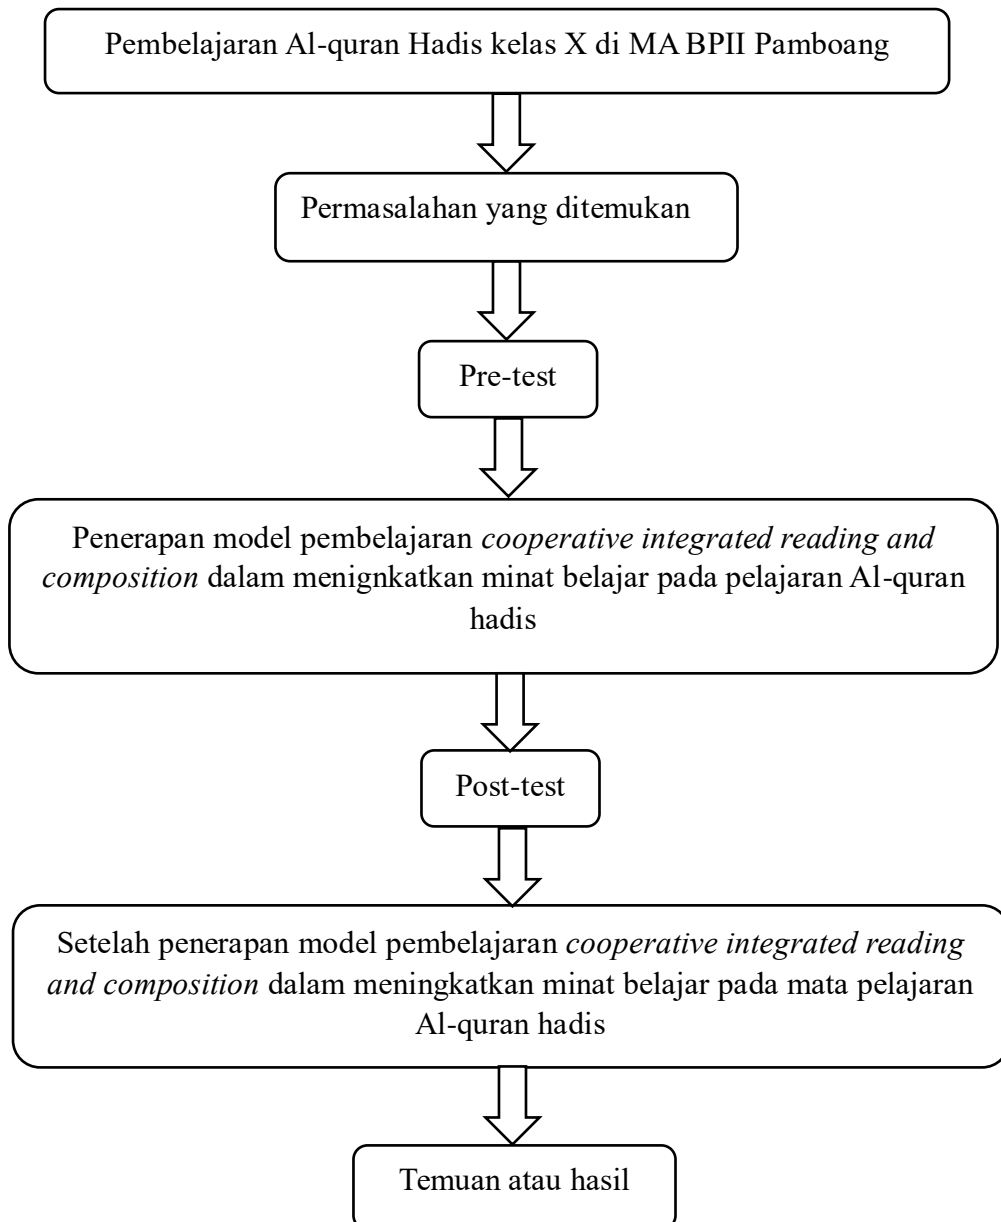 Pembelajaran Al-quran Hadis kelas X di MA BPII Pamboang
Permasalahan yang ditemukan
Pre-test
Penerapan model pembelajaran cooperative integrated reading and
composition dalam menignkatkan minat belajar pada pelajaran Al-quran
hadis
Post-test
Setelah penerapan model pembelajaran cooperative integrated reading
and composition dalam meningkatkan minat belajar pada mata pelajaran
Al-quran hadis
Temuan atau hasil